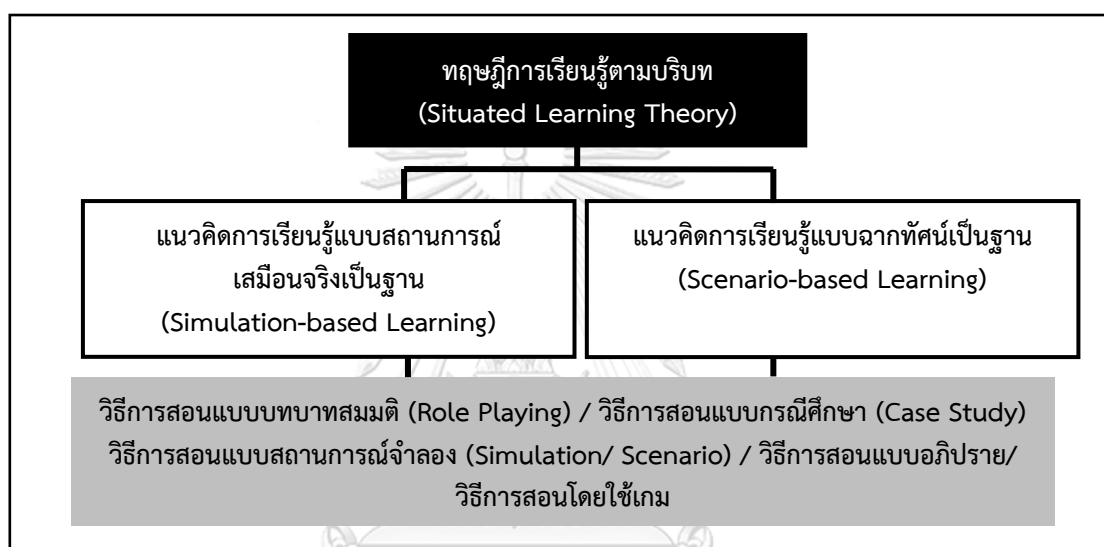 ทฤษฎีการเรียนรู้ตามบริบท
(Situated Learning Theory)
แนวคิดการเรียนรู้แบบสถานการณ์
เสมือนจริงเป็นฐาน
(Simulation-based Learning)
แนวคิดการเรียนรู้แบบฉากทัศน์เป็นฐาน
(Scenario-based Learning)
วิธีการสอนแบบบทบาทสมมติ (Role Playing) / วิธีการสอนแบบกรณีศึกษา (Case Study)
วิธีการสอนแบบสถานการณ์จำลอง (Simulation/ Scenario) / วิธีการสอนแบบอภิปราย/
วิธีการสอนโดยใช้เกม